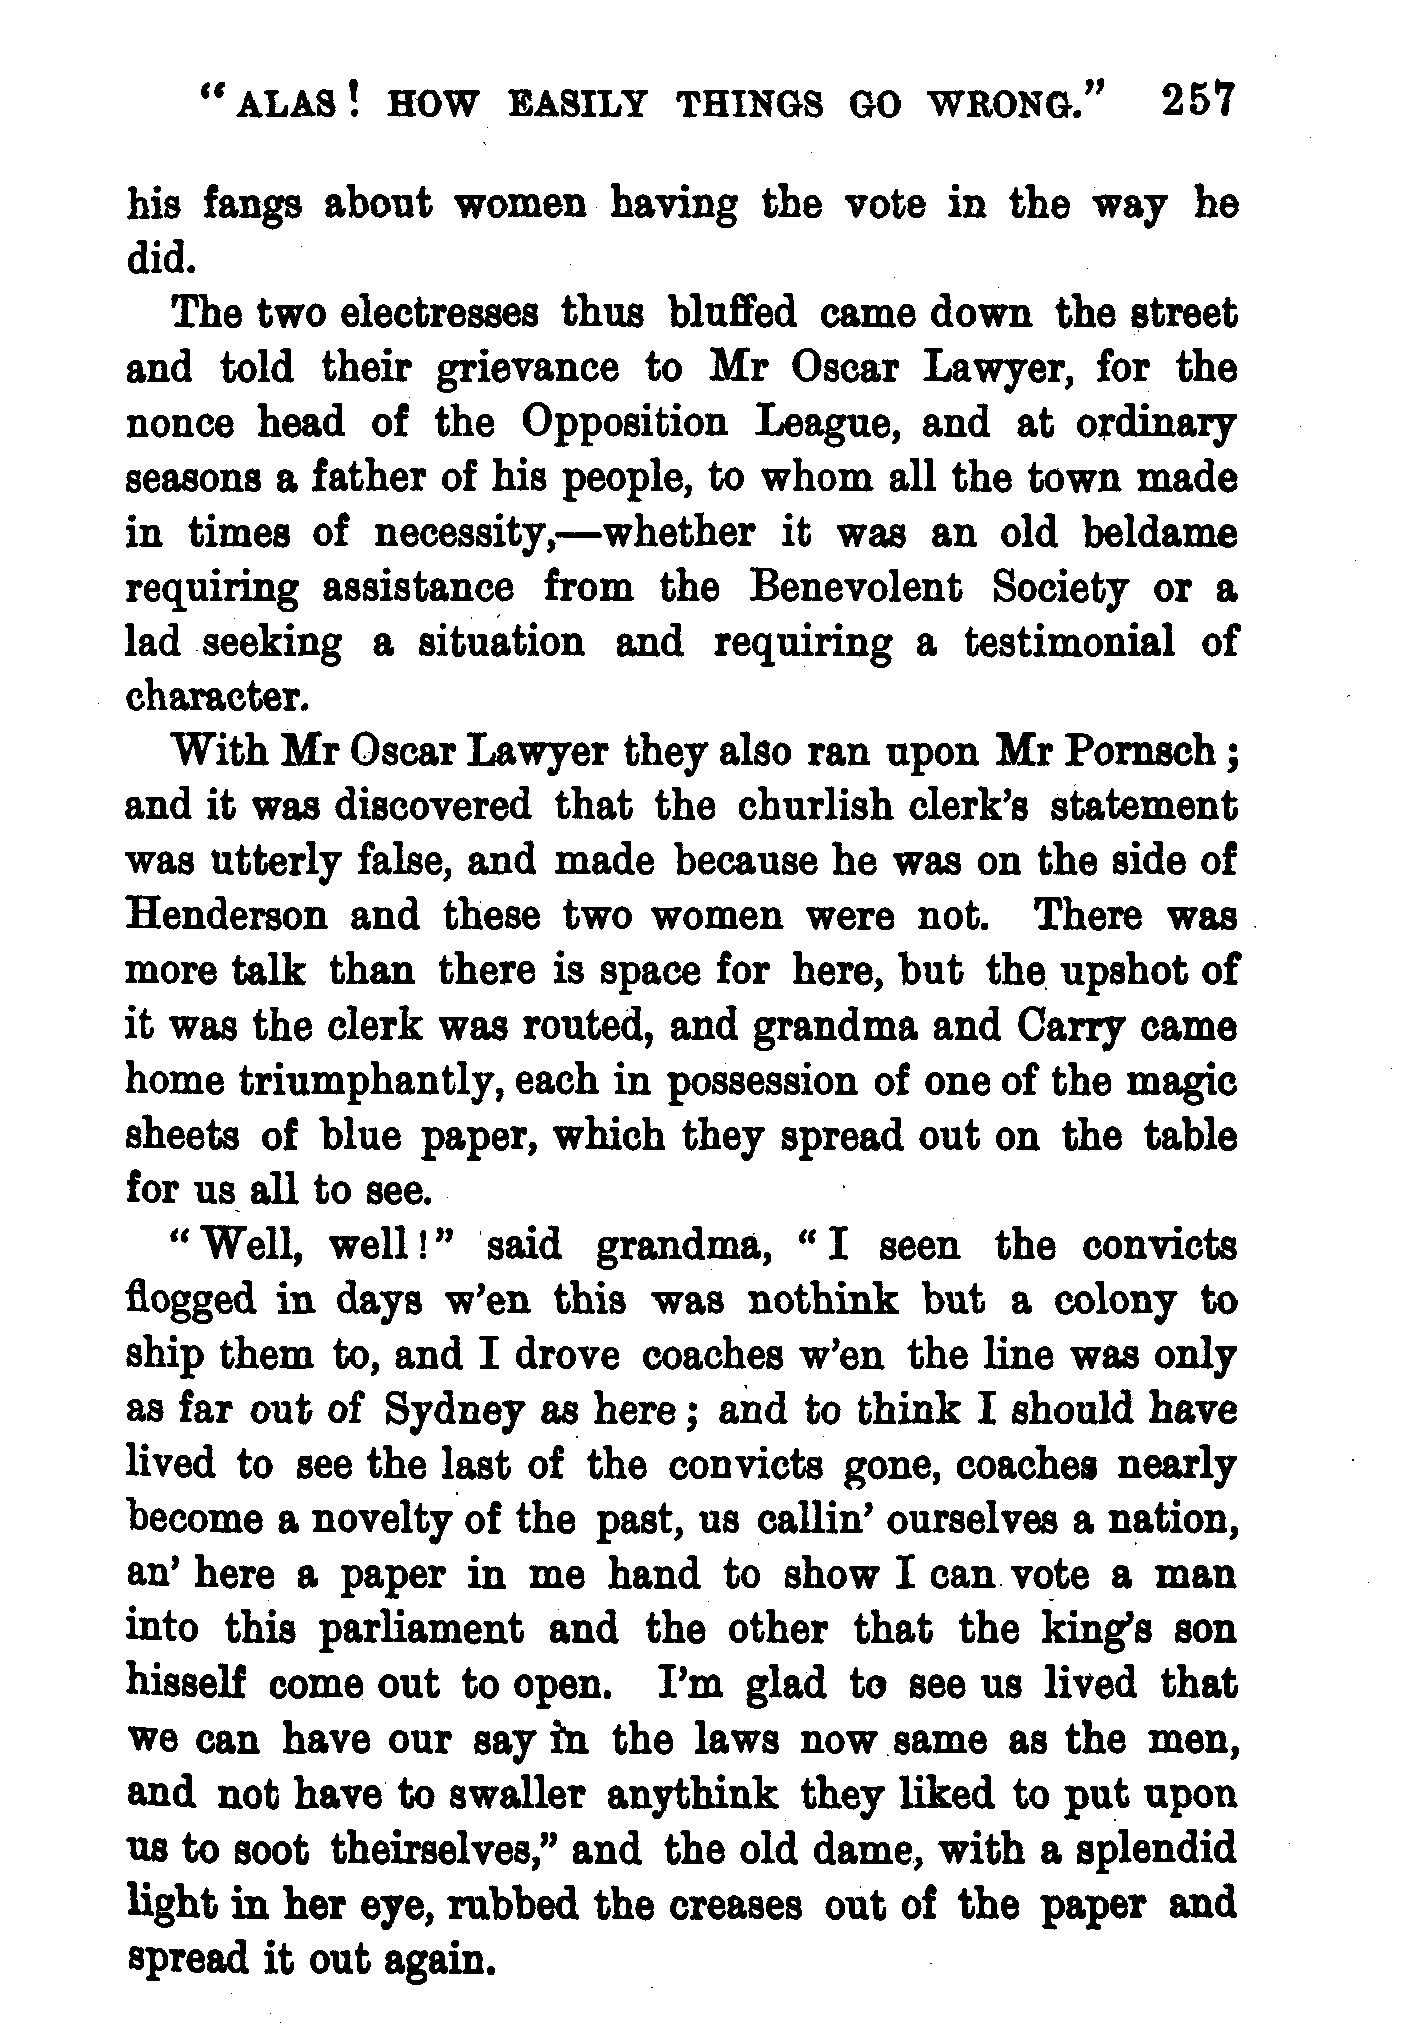 "ALAS! HOW EASILY THINGS GO WRONG." 257
his fangs about women having the vote in the way he
did.
The two electresses thus bluffed came down the street
and told their grievance to Mr Oscar Lawyer, for the
nonce head of the Opposition League, and at ordinary
seasons a father of his people, to whom all the town made
in times of necessity,—whether it was an old beldame
requiring assistance from the Benevolent Society or a
lad seeking a situation and requiring a testimonial of
character.
With Mr Oscar Lawyer they also ran upon Mr Pornsch;
and it was discovered that the churlish clerk's statement
was utterly false, and made because he was on the side of
Henderson and these two women were not. There was
more talk than there is space for here, but the upshot of
it was the clerk was routed, and grandma and Carry came
home triumphantly, each in possession of one of the magic
sheets of blue paper, which they spread out on the table
for us all to see.
"Well, well!" said grandma, "I seen the convicts
flogged in days w'en this was nothink but a colony to
ship them to, and I drove coaches w'en the line was only
as far out of Sydney as here; and to think I should have
lived to see the last of the convicts gone, coaches nearly
become a novelty of the past, us callin' ourselves a nation,
an' here a paper in me hand to show I can vote a man
into this parliament and the other that the king's son
hisself come out to open. I'm glad to see us lived that
we can have our say in the laws now same as the men,
and not have to swaller anythink they liked to put upon
us to soot theirselves," and the old dame, with a splendid
light in her eye, rubbed the creases out of the paper and
spread it out again.